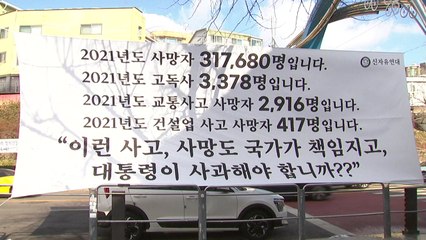 2021년도 사망자 317,680명입니다.
신자유연대
2021년도 고독사 3,378명입니다.
2021년도 교통사고 사망자 2,916명입니다.
2021년도 건설업 사고 사망자 417명입니다.
“이런 사고, 사망도 국가가 책임지고,
대통령이 사과해야 합니까??”